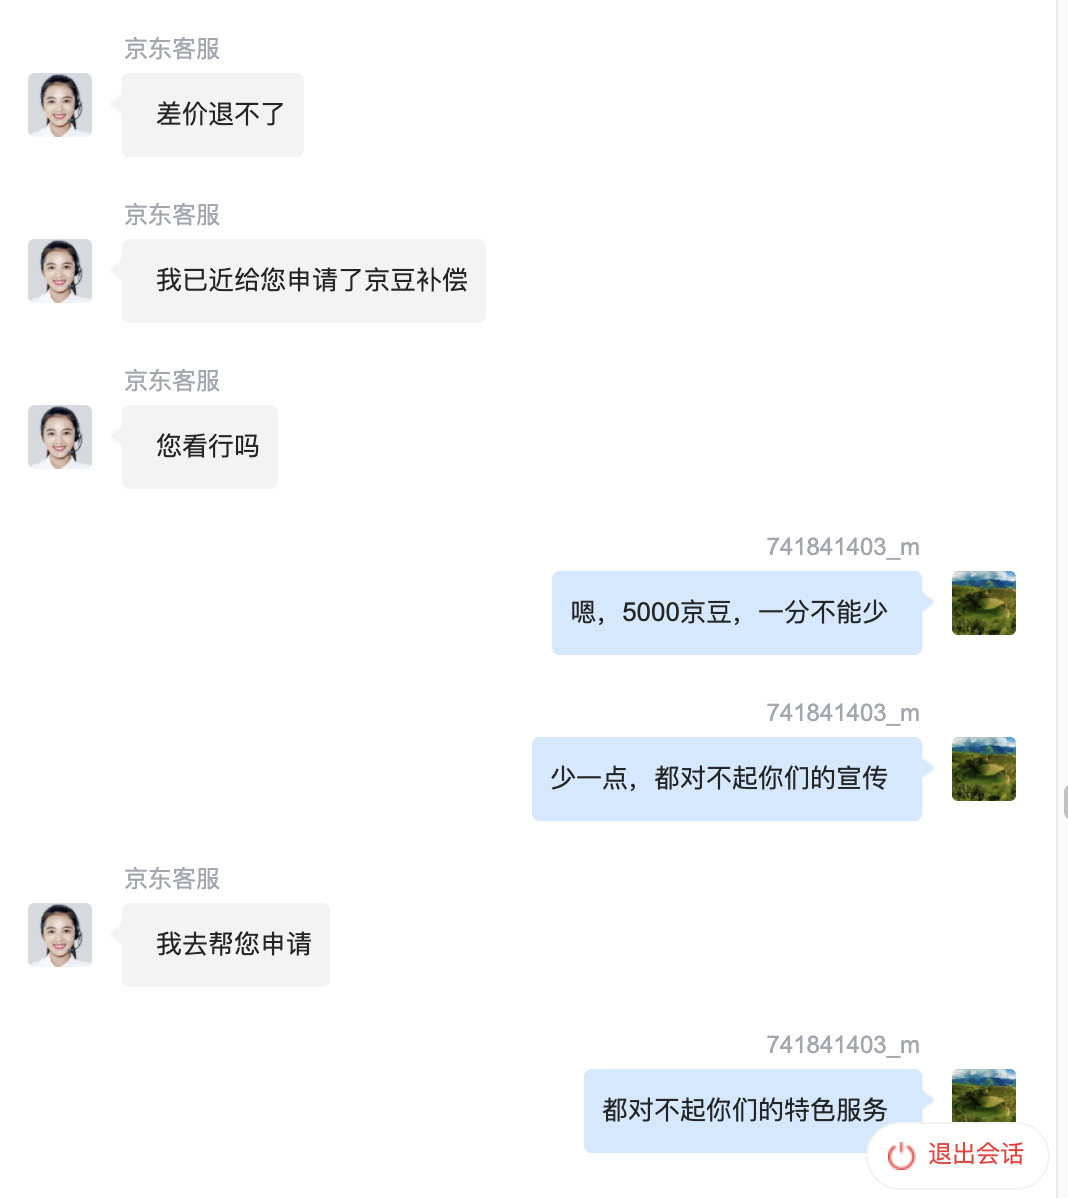 京东客服
差价退不了
京东客服
我已近给您申请了京豆补偿
京东客服
您看行吗
741841403_m
嗯，5000京豆，一分不能少
741841403_m
少一点，都对不起你们的宣传
京东客服
我去帮您申请
741841403_m
都对不起你们的特色服务
退出会话